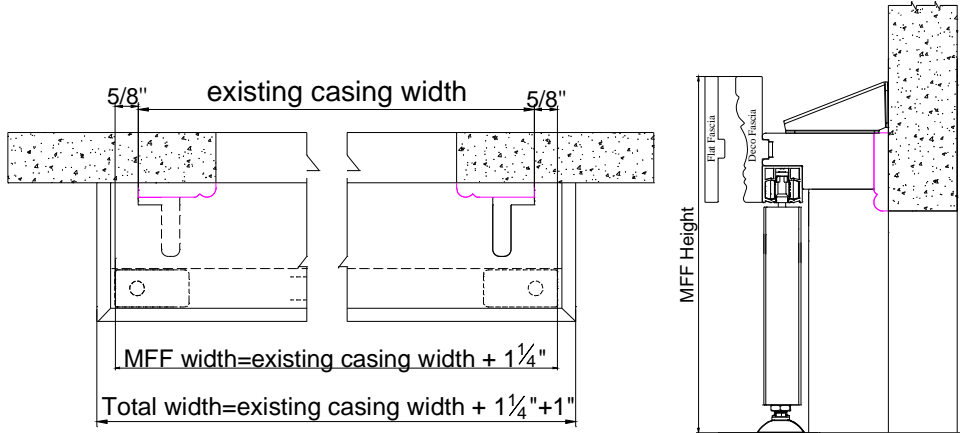 5/8"
existing casing width
5/8"
MFF width=existing casing width + 1¼"
Total width=existing casing width + 1¼"+1"
MFF Height
Flat Fascia
Deco Fascia